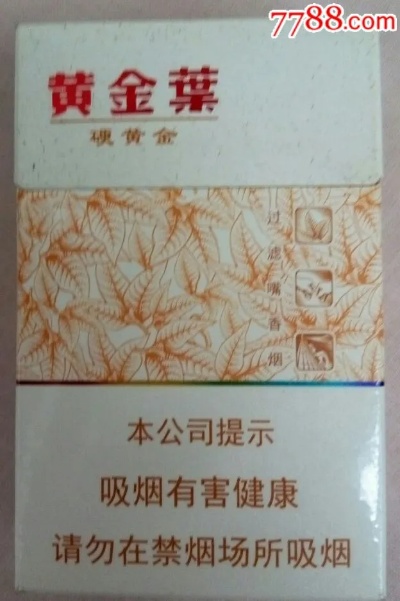 7788.com
黄金葉
硬黄金
过滤嘴香烟
本公司提示
吸烟有害健康
请勿在禁烟场所吸烟